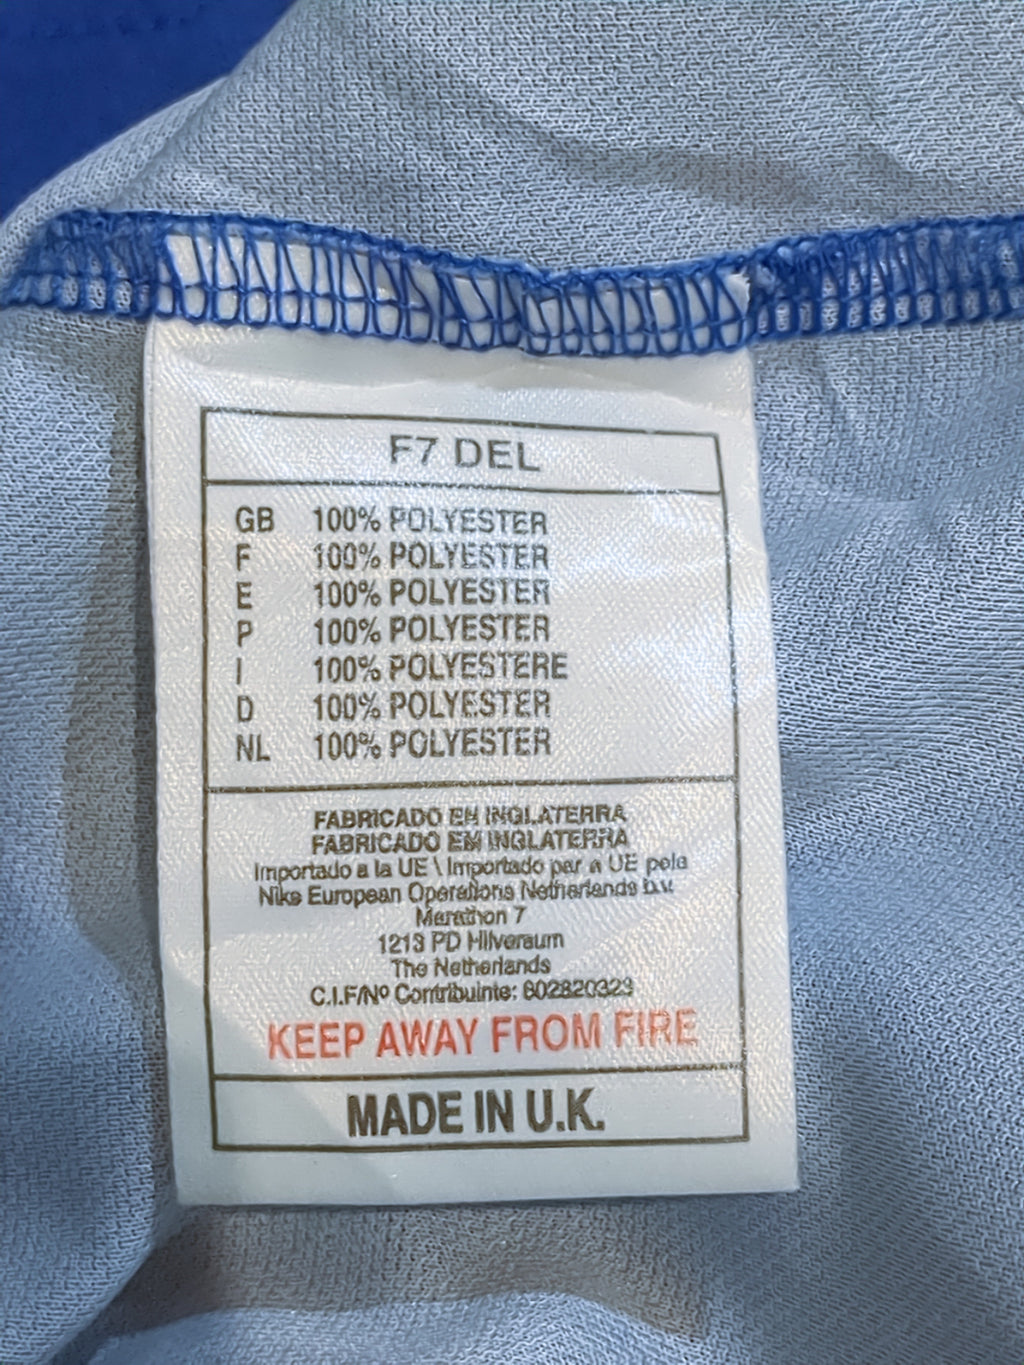 F7 DEL
GB 100% POLYESTER
F 100% POLYESTER
E 100% POLYESTER
P 100% POLYESTER
I 100% POLYESTERE
D 100% POLYESTER
NL 100% POLYESTER
FABRICADO EN INGLATERRA
FABRICADO EM INGLATERRA
Importado a la UE \ Importado par a UE pela
Nike European Operations Netherlands b.v.
Marathon 7
1213 PD Hilversum
The Netherlands
C.I.F/Nº Contribuinte:
KEEP AWAY FROM FIRE
MADE IN U.K.